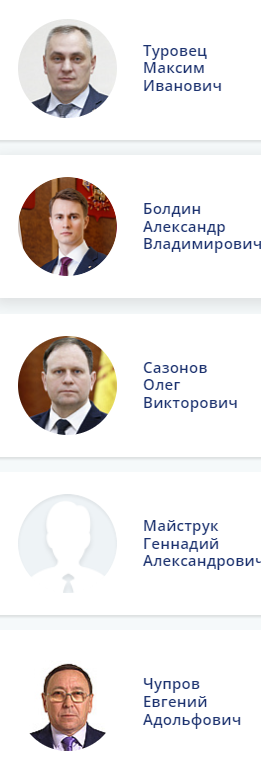 Туровец
Максим
Иванович
Болдин
Александр
Владимирович
Сазонов
Олег
Викторович
Майструк
Геннадий
Александрович
Чупров
Евгений
Адольфович